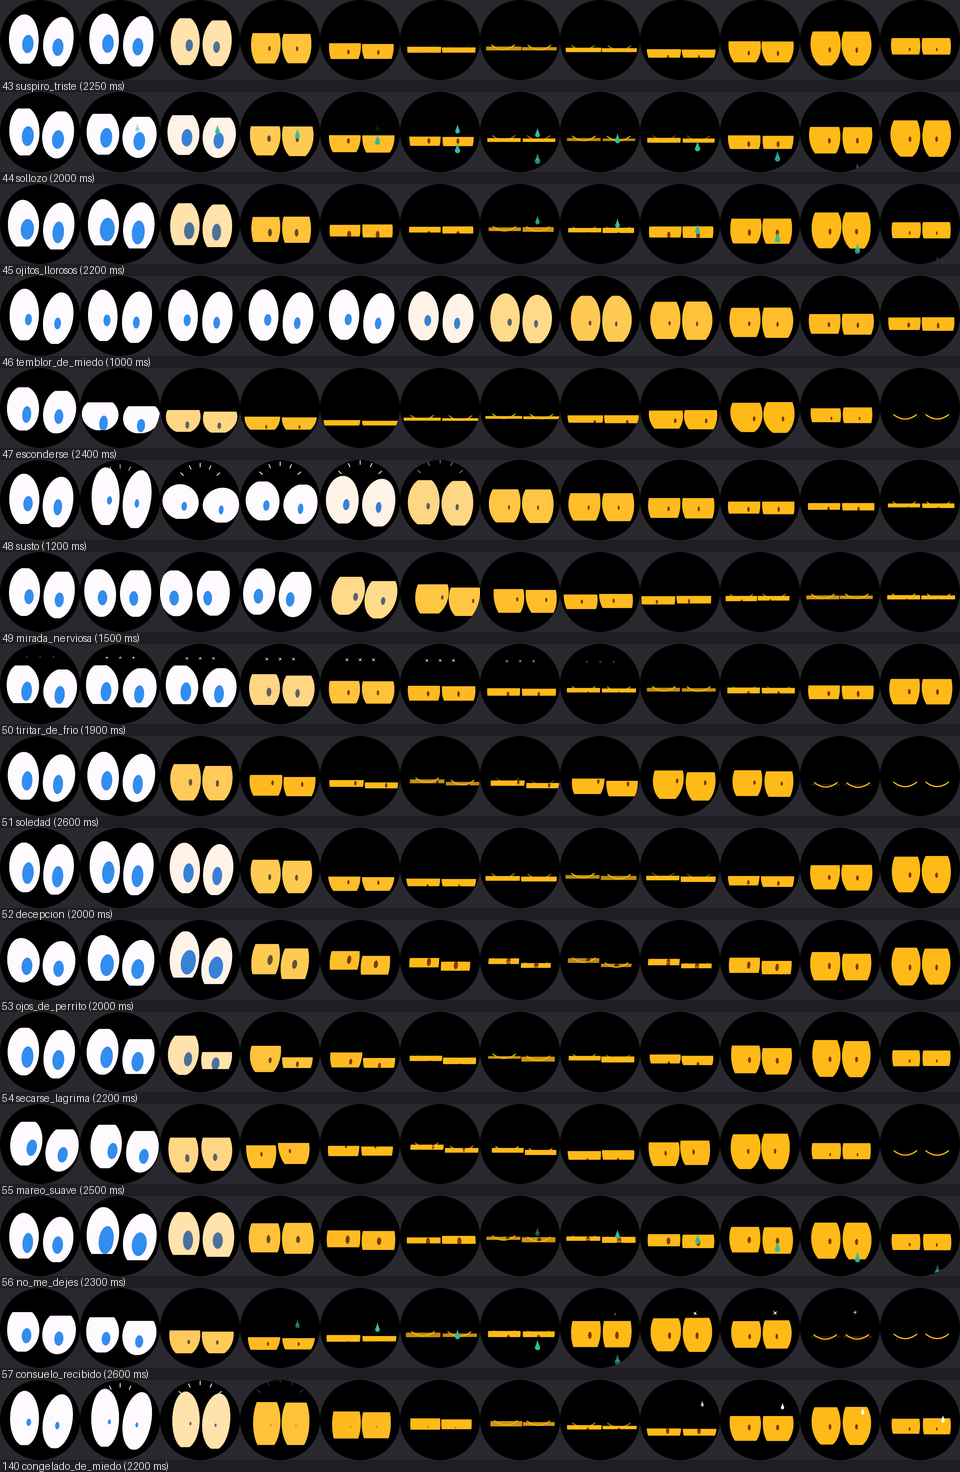 43 suspiro_triste (2250 ms)
44 sollozo (2000 ms)
45 ojitos_llorosos (2200 ms)
46 temblor_de_miedo (1000 ms)
47 esconderse (2400 ms)
48 susto (1200 ms)
49 mirada_nerviosa (1500 ms)
50 tiritar_de_frio (1900 ms)
51 soledad (2600 ms)
52 decepcion (2000 ms)
53 ojos_de_perrito (2000 ms)
54 secarse_lagrima (2200 ms)
55 mareo_suave (2500 ms)
56 no_me_dejes (2300 ms)
57 consuelo_recibido (2600 ms)
140 congelado_de_miedo (2200 ms)